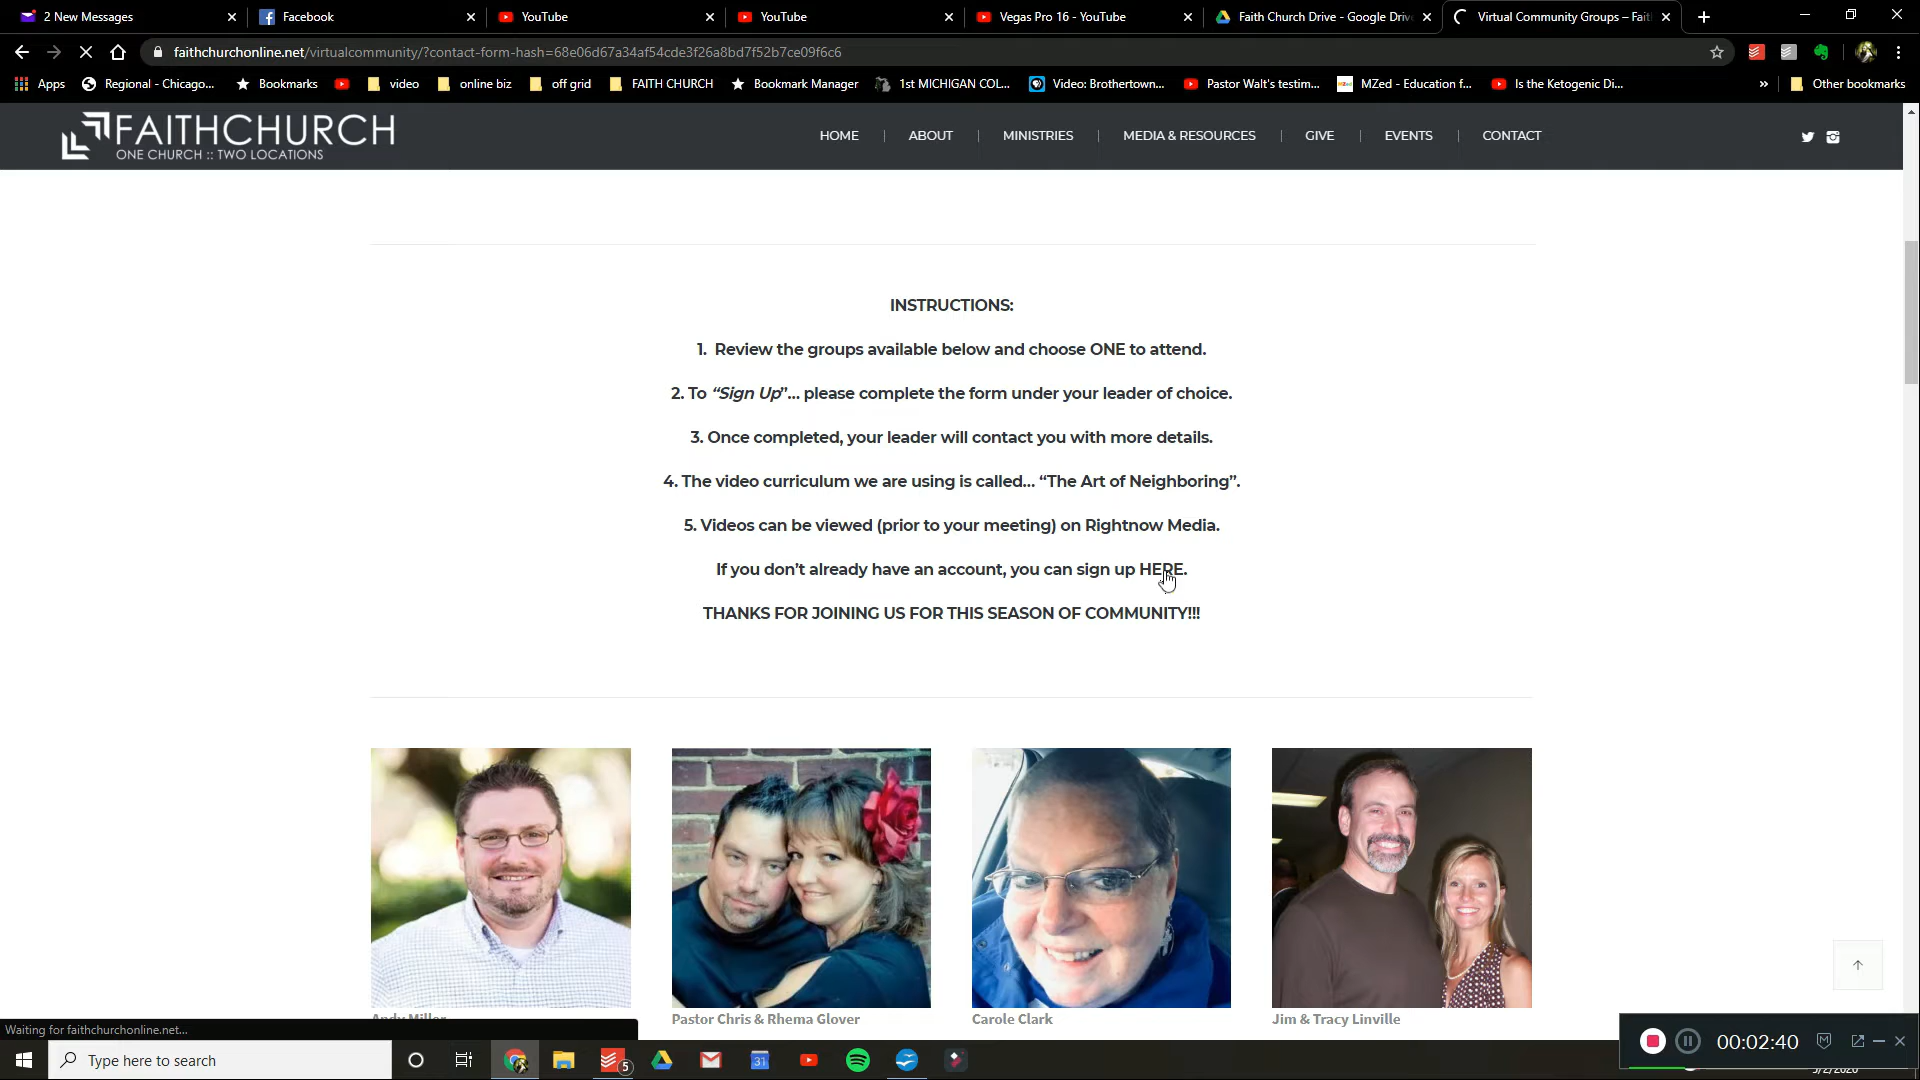 2 New Messages
Facebook
YouTube
YouTube
Vegas Pro 16 - YouTube
Faith Church Drive - Google Driv
Virtual Community Groups – Fait
faithchurchonline.net/virtualcommunity/?contact-form-hash=68e06d67a34af54cde3f26a8bd7f52b7ce09f6c6
Apps
Regional - Chicago...
Bookmarks
video
online biz
off grid
FAITH CHURCH
Bookmark Manager
1st MICHIGAN COL...
Video: Brothertown...
Pastor Walt's testim...
MZed - Education f...
Is the Ketogenic Di...
»
Other bookmarks
FAITHCHURCH
ONE CHURCH :: TWO LOCATIONS
HOME | ABOUT | MINISTRIES | MEDIA & RESOURCES | GIVE | EVENTS | CONTACT
INSTRUCTIONS:
1. Review the groups available below and choose ONE to attend.
2. To “Sign Up”... please complete the form under your leader of choice.
3. Once completed, your leader will contact you with more details.
4. The video curriculum we are using is called... “The Art of Neighboring”.
5. Videos can be viewed (prior to your meeting) on Rightnow Media.
If you don’t already have an account, you can sign up HERE.
THANKS FOR JOINING US FOR THIS SEASON OF COMMUNITY!!!
Andy Miller
Pastor Chris & Rhema Glover
Carole Clark
Jim & Tracy Linville
Waiting for faithchurchonline.net...
Type here to search
5
31
00:02:40
5/2/2020